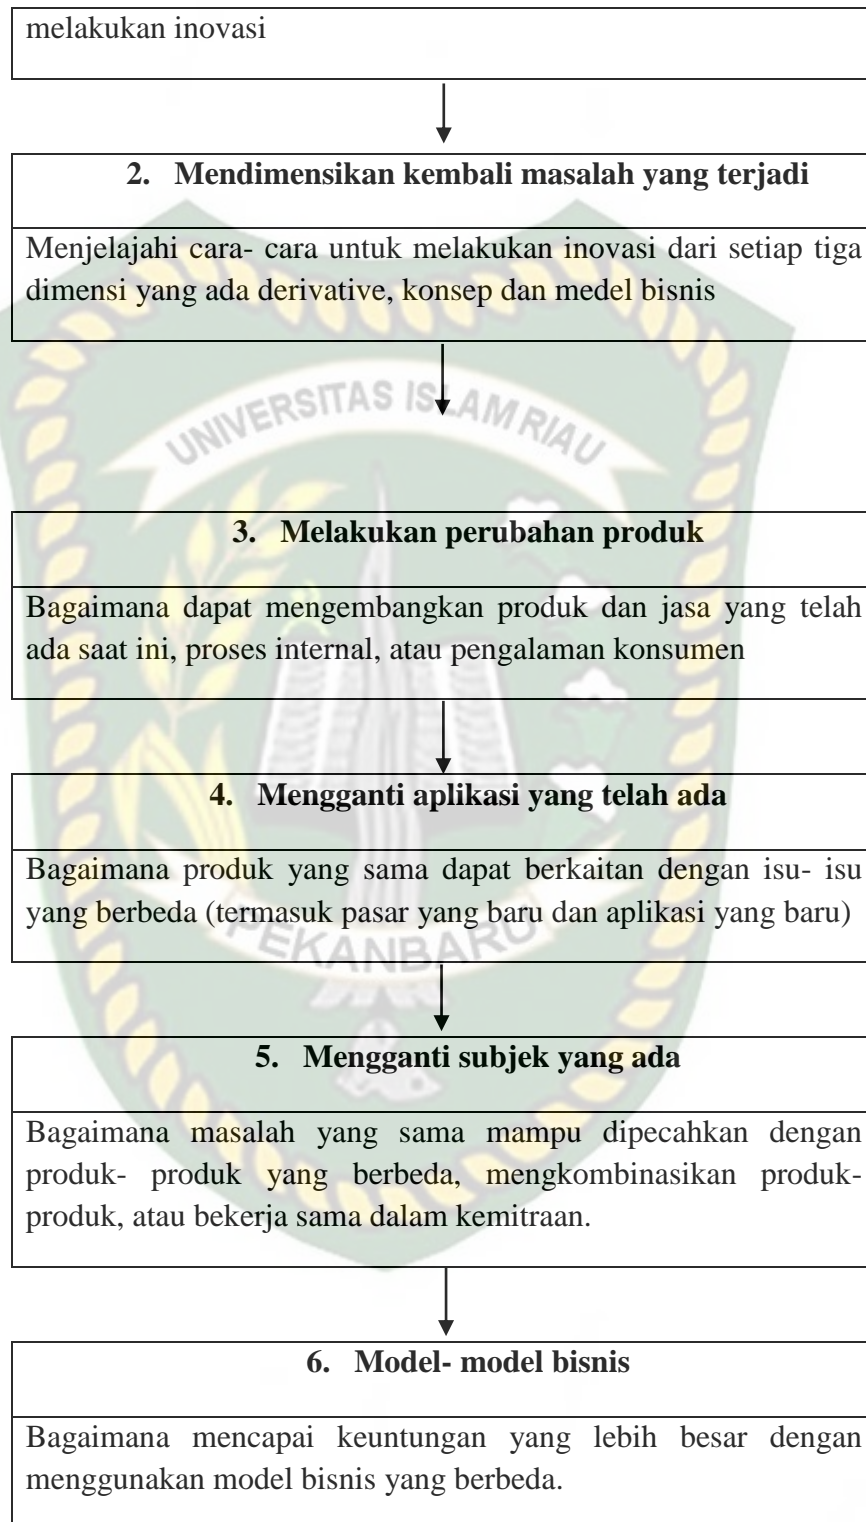 melakukan inovasi
2. Mendimensikan kembali masalah yang terjadi
Menjelajahi cara- cara untuk melakukan inovasi dari setiap tiga
dimensi yang ada derivative, konsep dan medel bisnis
UNIVERSITAS ISLAM RIAU
3. Melakukan perubahan produk
Bagaimana dapat mengembangkan produk dan jasa yang telah
ada saat ini, proses internal, atau pengalaman konsumen
4. Mengganti aplikasi yang telah ada
Bagaimana produk yang sama dapat berkaitan dengan isu- isu
yang berbeda (termasuk pasar yang baru dan aplikasi yang baru)
PEKANBARU
5. Mengganti subjek yang ada
Bagaimana masalah yang sama mampu dipecahkan dengan
produk- produk yang berbeda, mengkombinasikan produk-
produk, atau bekerja sama dalam kemitraan.
6. Model- model bisnis
Bagaimana mencapai keuntungan yang lebih besar dengan
menggunakan model bisnis yang berbeda.